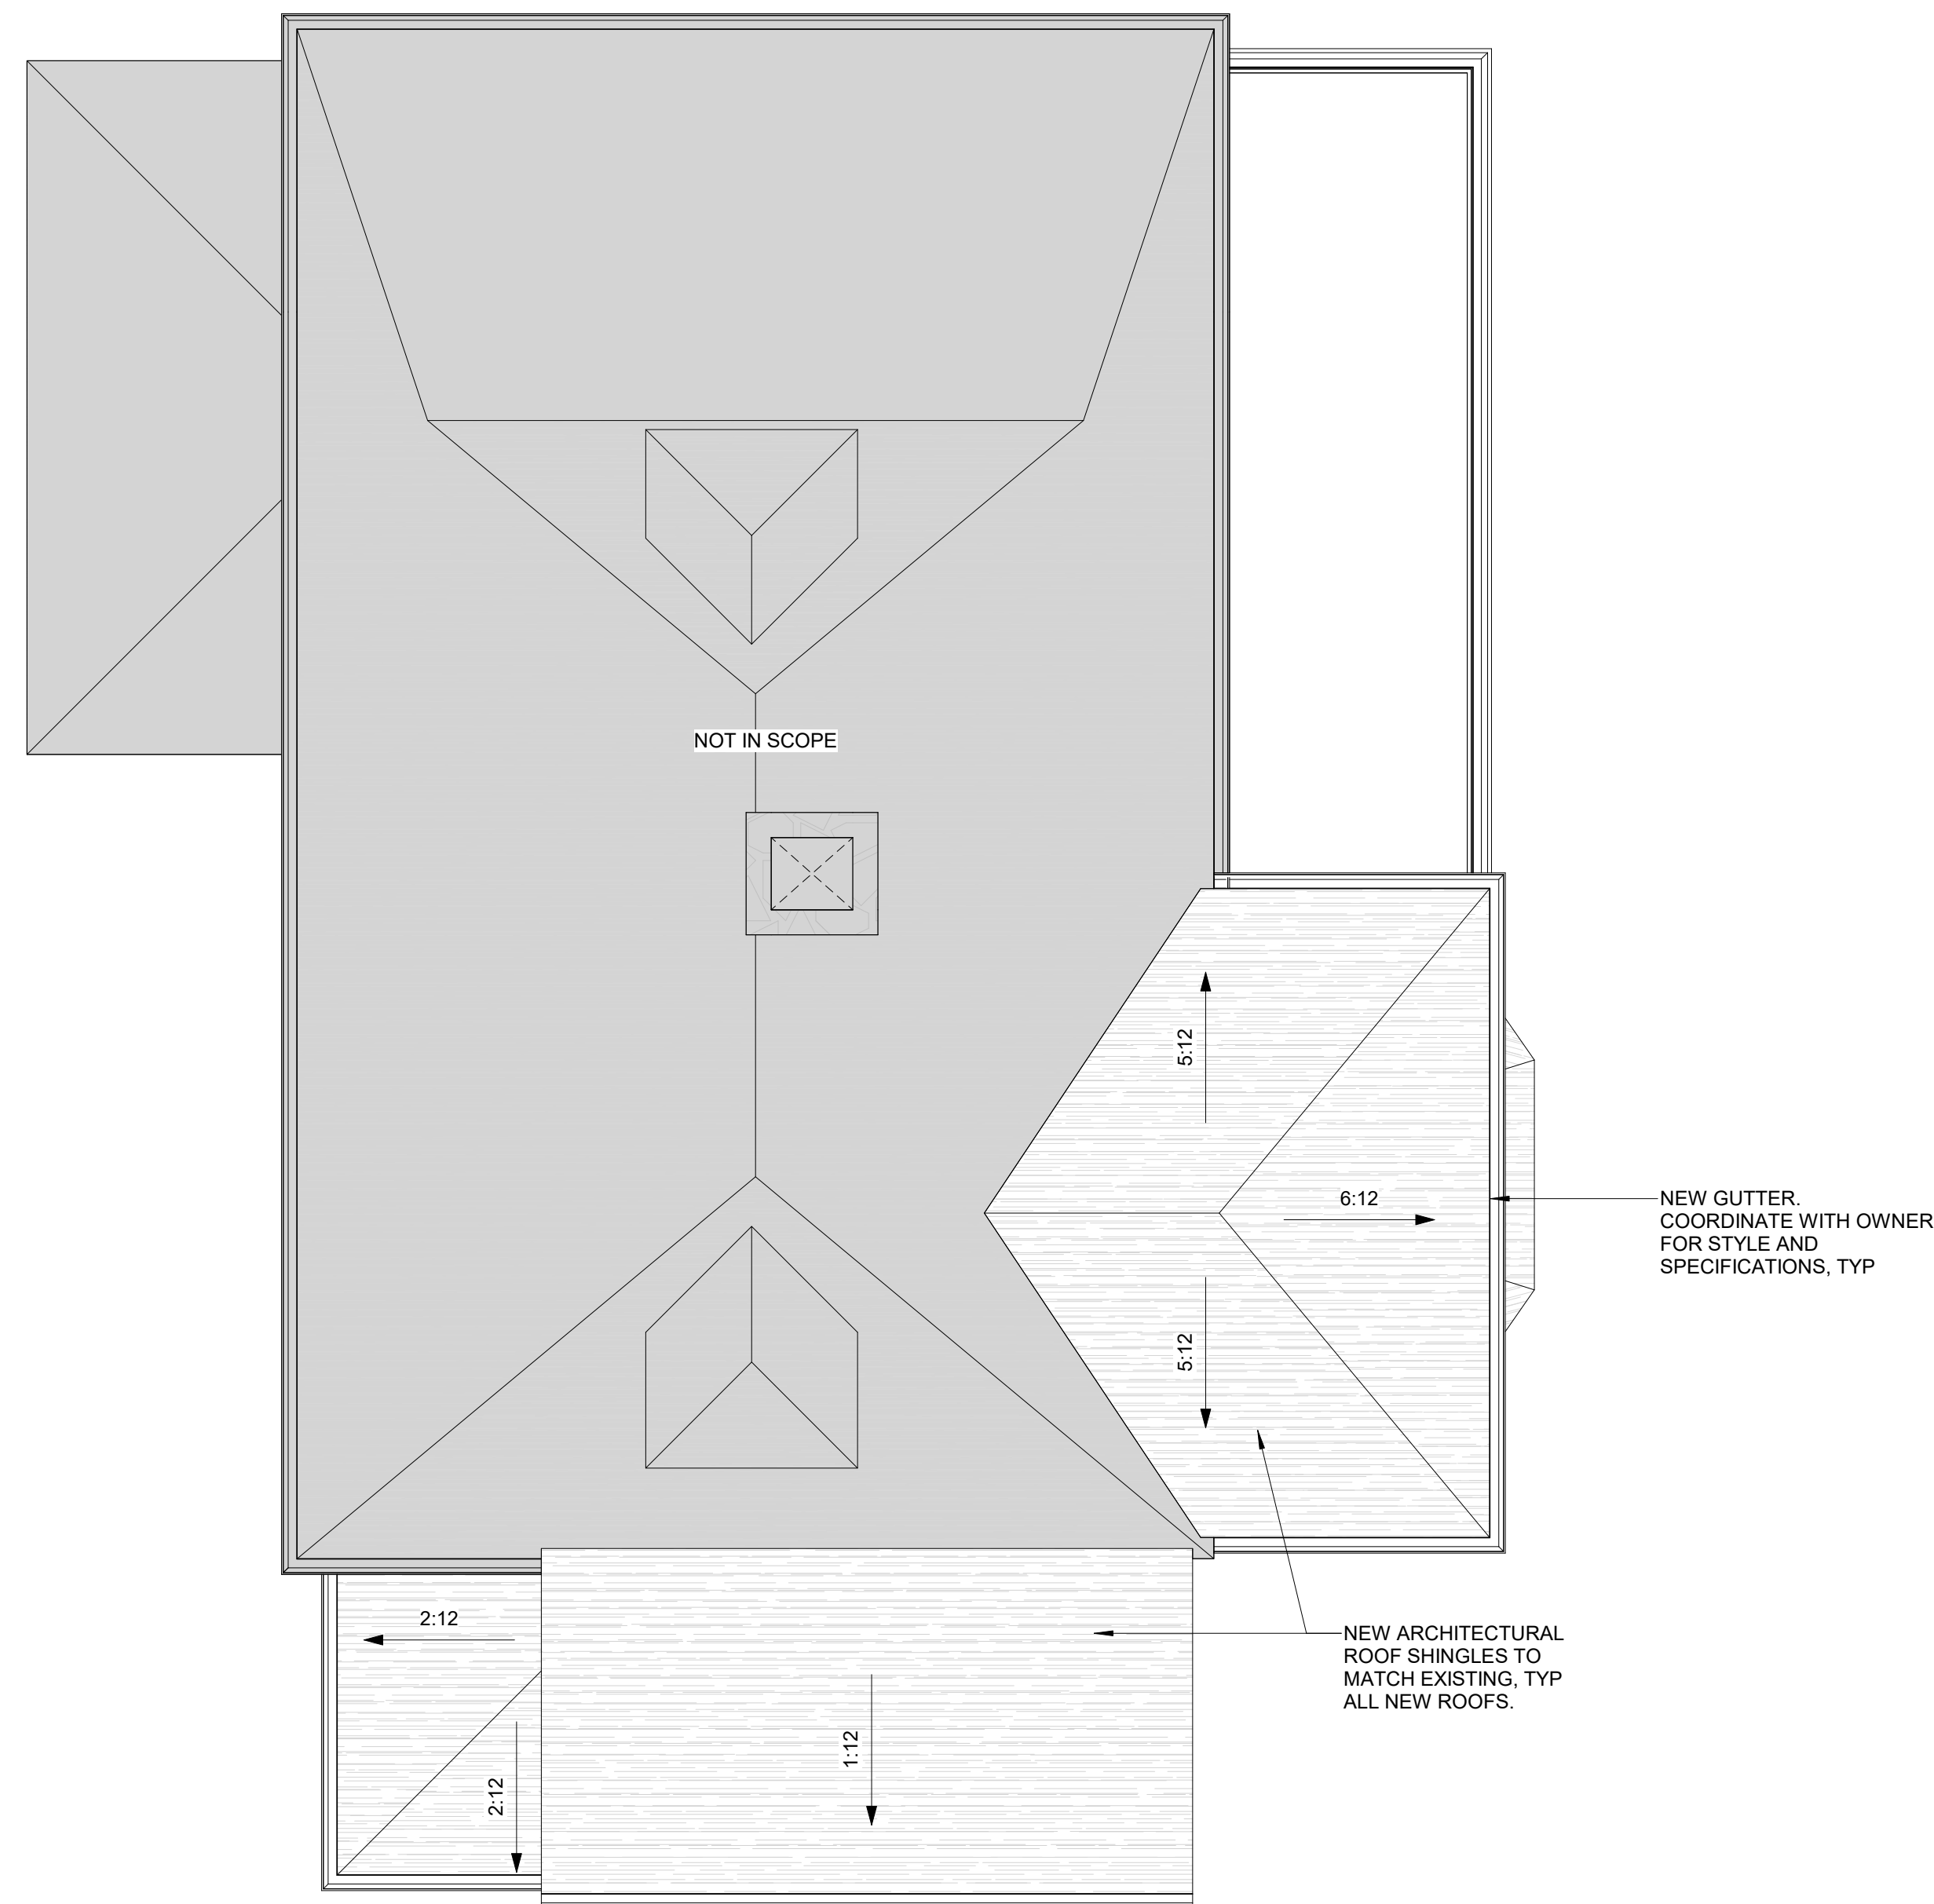 NOT IN SCOPE
5:12
6:12
NEW GUTTER.
COORDINATE WITH OWNER
FOR STYLE AND
SPECIFICATIONS, TYP
5:12
2:12
NEW ARCHITECTURAL
ROOF SHINGLES TO
MATCH EXISTING, TYP
ALL NEW ROOFS.
1:12
2:12